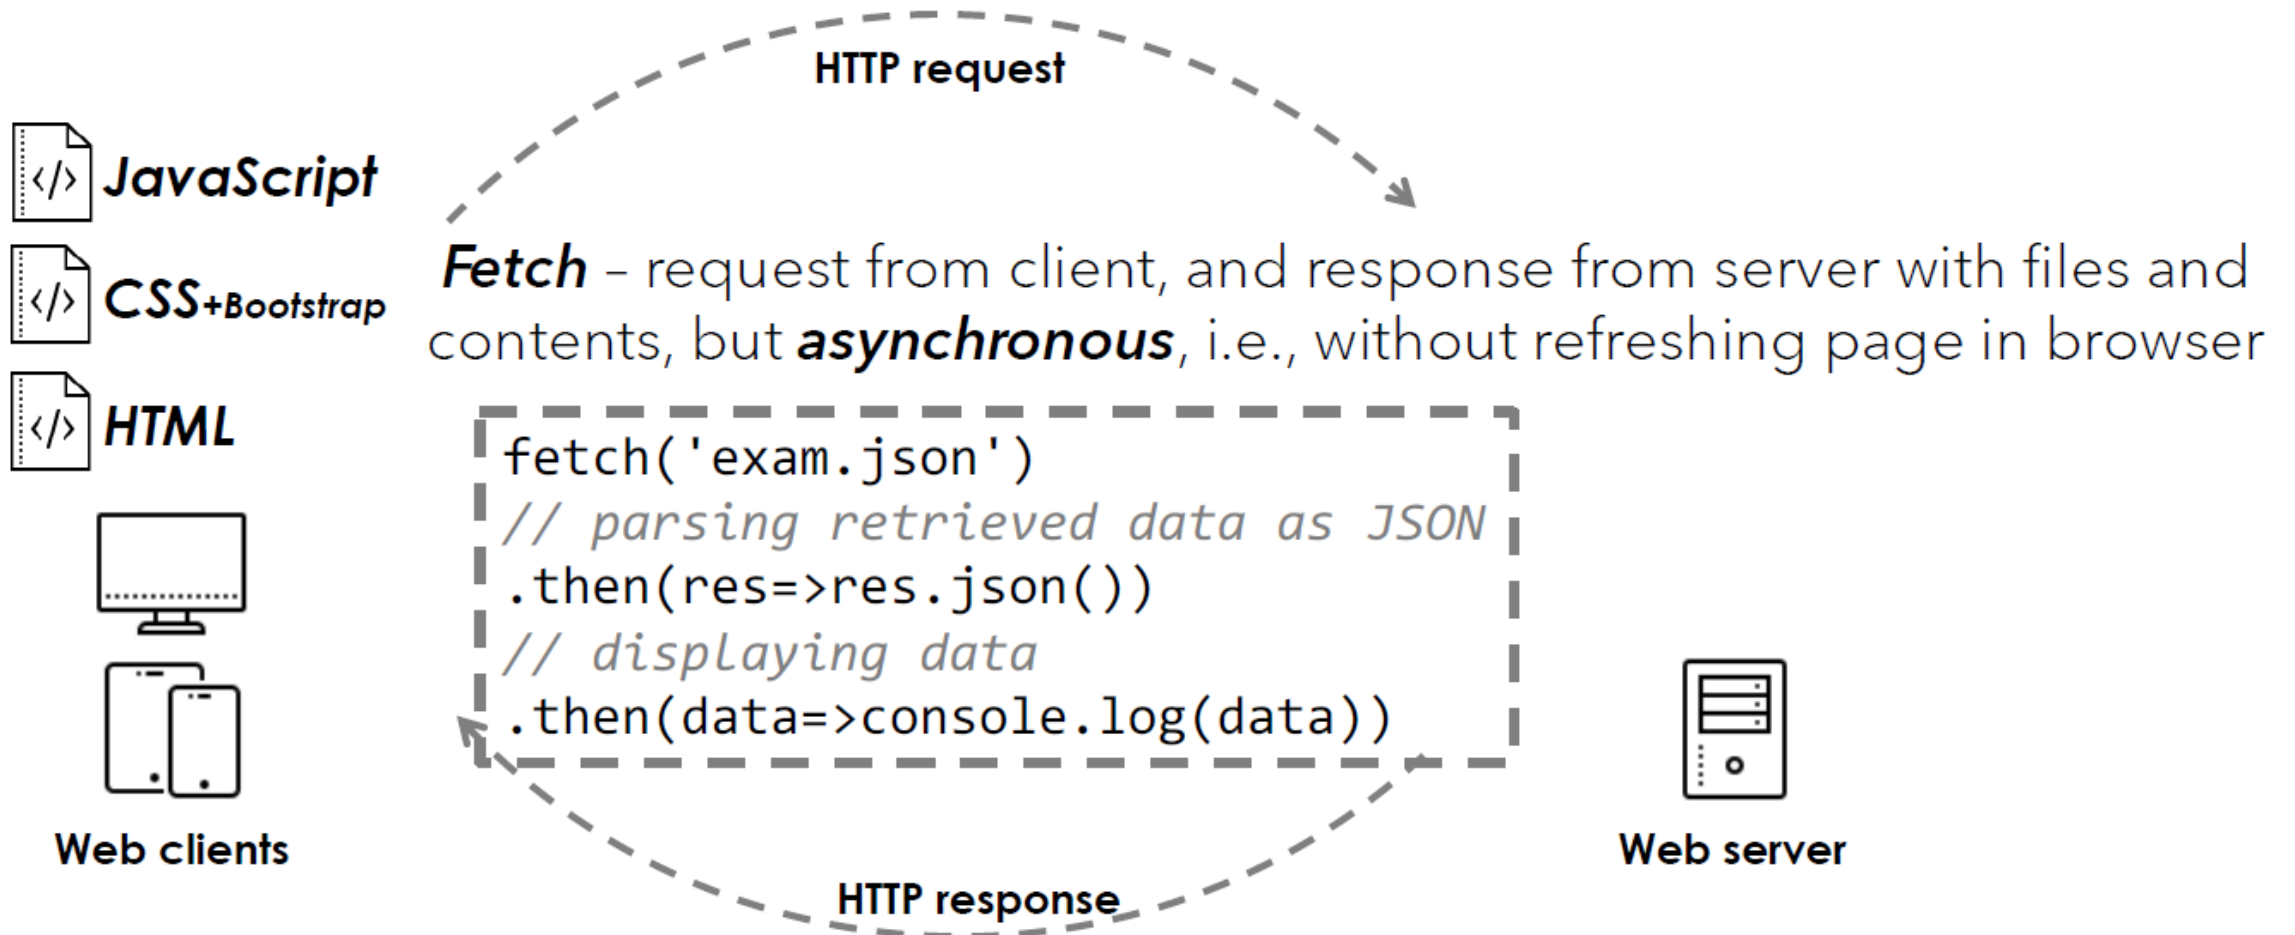 HTTP request
</> JavaScript
</> CSS+Bootstrap
</> HTML
Fetch – request from client, and response from server with files and
contents, but asynchronous, i.e., without refreshing page in browser
fetch('exam.json')
// parsing retrieved data as JSON
.then(res=>res.json())
// displaying data
.then(data=>console.log(data))
Web clients
Web server
HTTP response